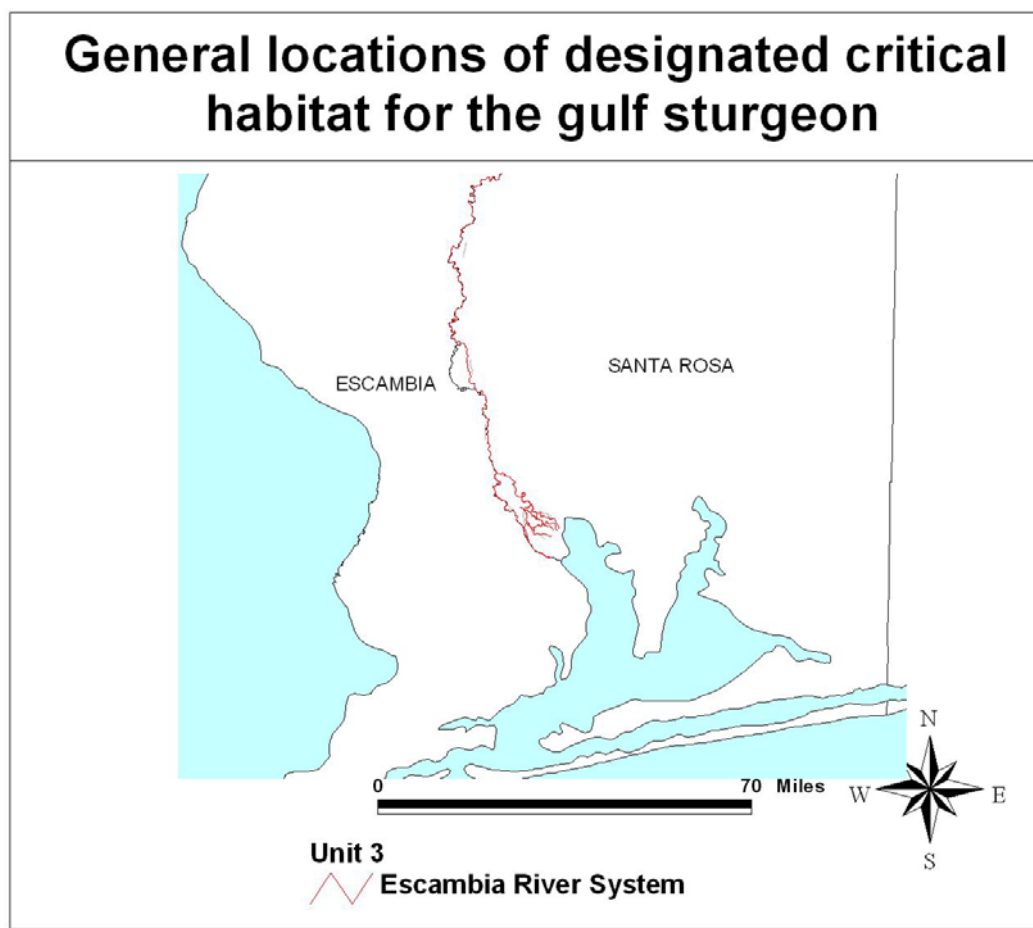 General locations of designated critical
habitat for the gulf sturgeon
ESCAMBIA
SANTA ROSA
0 70 Miles
N
W E
S
Unit 3
Escambia River System